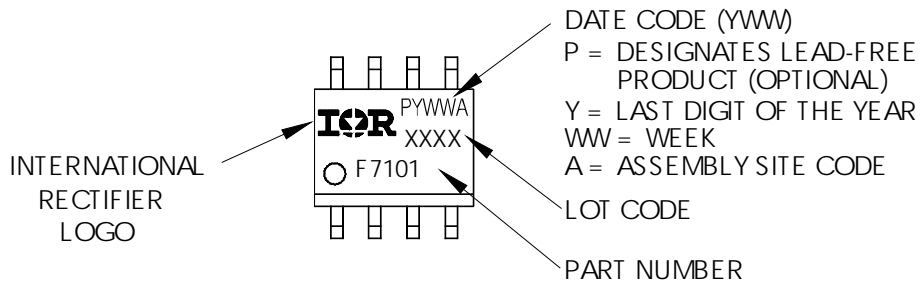 DATE CODE (YWW)
P = DESIGNATES LEAD-FREE
PRODUCT (OPTIONAL)
Y = LAST DIGIT OF THE YEAR
WW = WEEK
A = ASSEMBLY SITE CODE
LOT CODE
PART NUMBER
INTERNATIONAL
RECTIFIER
LOGO
IOR
PYWWA
XXXX
F7101